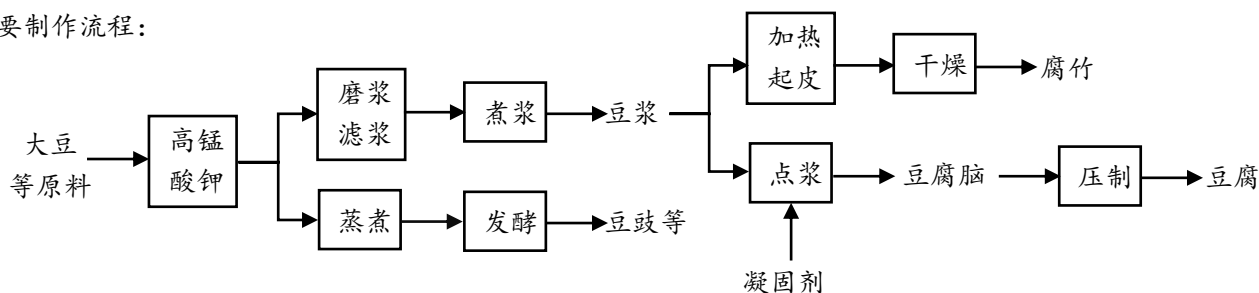 要制作流程：
大豆
等原料
高锰
酸钾
磨浆
滤浆
煮浆
豆浆
蒸煮
发酵
豆豉等
加热
起皮
干燥
腐竹
点浆
豆腐脑
压制
豆腐
凝固剂